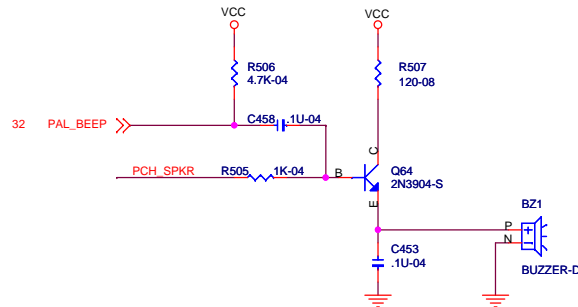 VCC
VCC
R506
4.7K-04
R507
120-08
32 PAL_BEEP
C458 .1U-04
PCH_SPKR R505 1K-04
B
C
E
Q64
2N3904-S
BZ1
P
N
+
-
C453
.1U-04
BUZZER-D